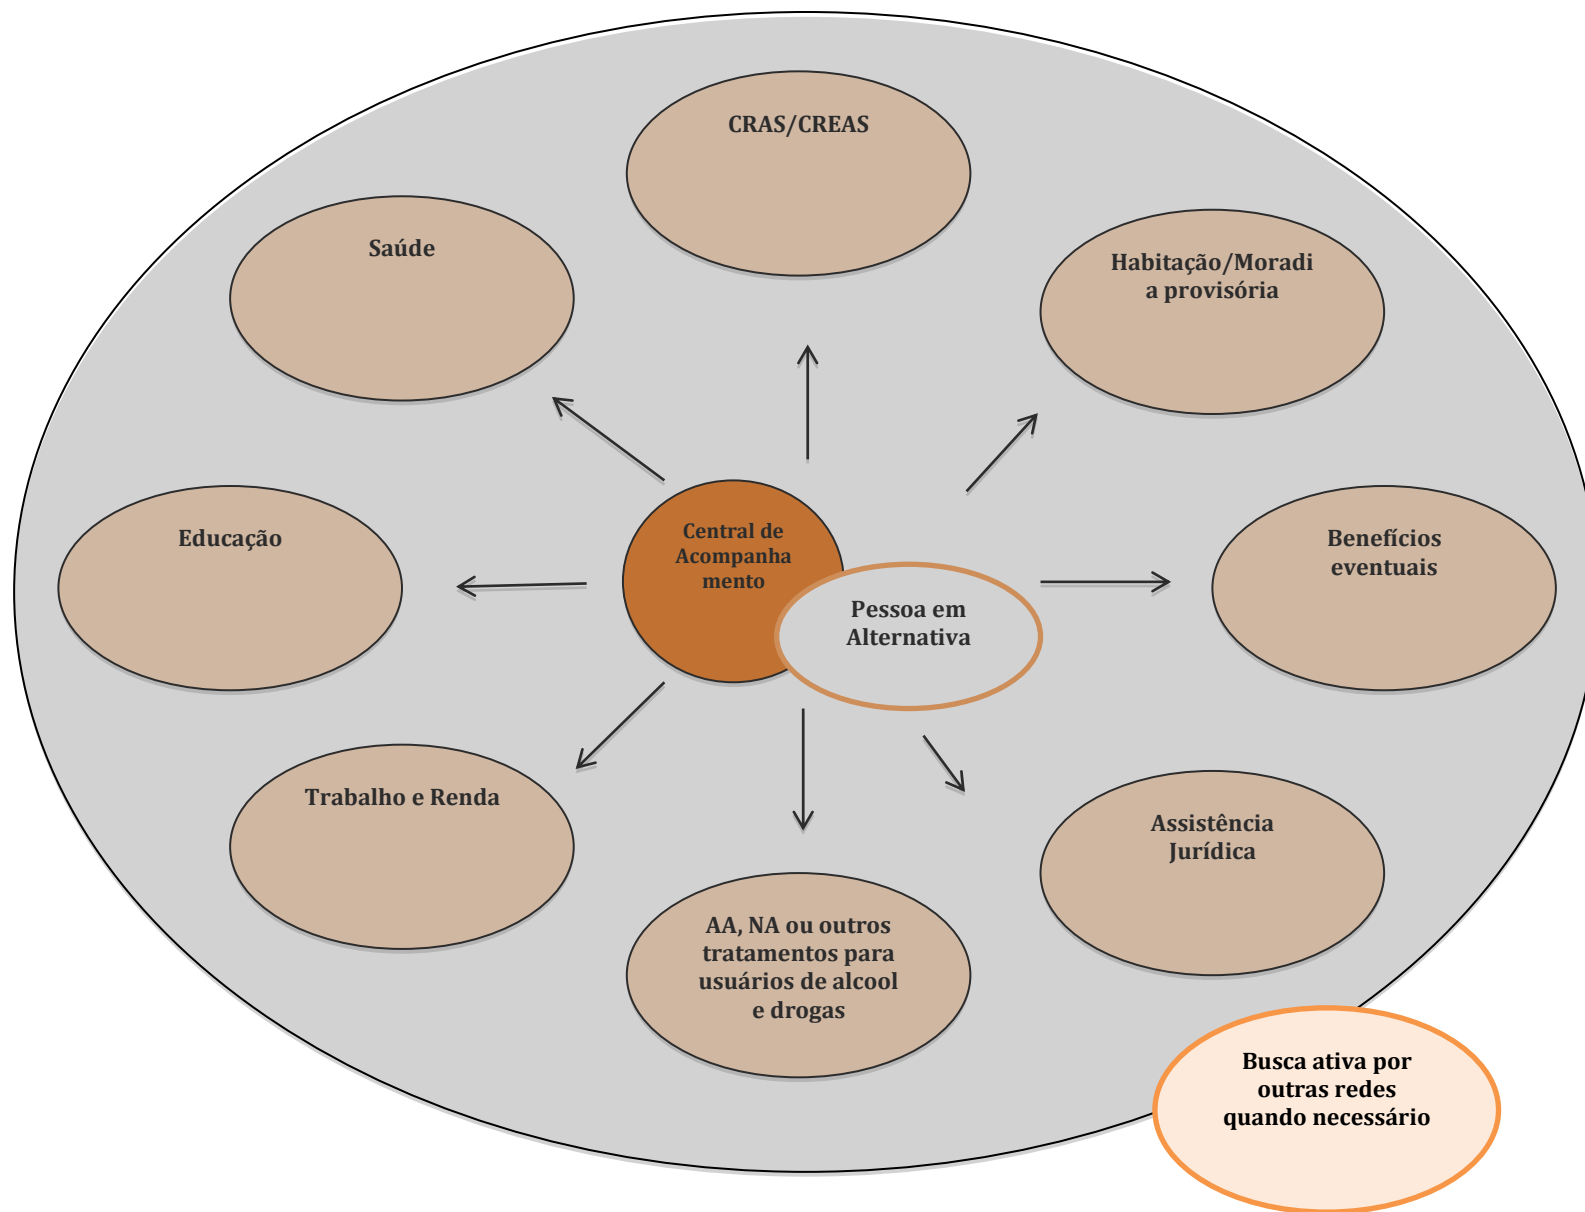 CRAS/CREAS
Saúde
Habitação/Moradi
a provisória
Educação
Central de
Acompanha
mento
Benefícios
eventuais
Pessoa em
Alternativa
Trabalho e Renda
Assistência
Jurídica
AA, NA ou outros
tratamentos para
usuários de alcool
e drogas
Busca ativa por
outras redes
quando necessário